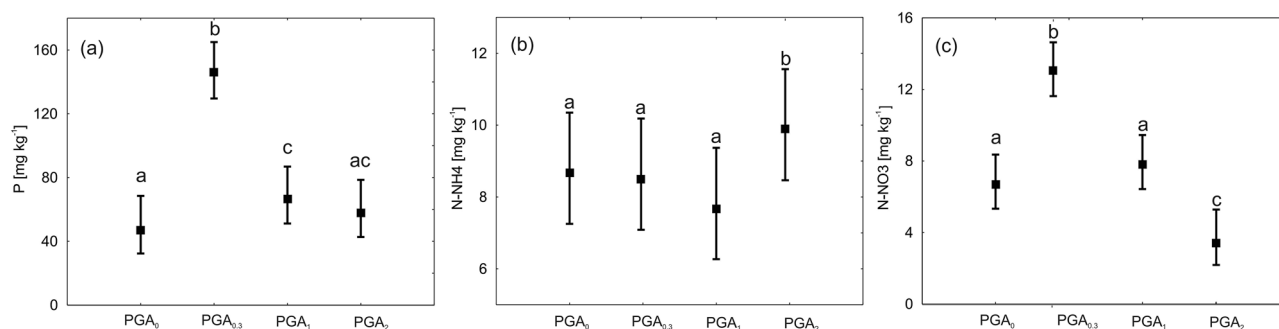 (a)
P [mg kg⁻¹]
160
120
80
40
0
a
b
c
ac
PGA₀ PGA₀.₃ PGA₁ PGA₂
(b)
N-NH4 [mg kg⁻¹]
12
10
8
6
a
a
a
b
PGA₀ PGA₀.₃ PGA₁ PGA₂
(c)
N-NO3 [mg kg⁻¹]
16
12
8
4
0
a
b
a
c
PGA₀ PGA₀.₃ PGA₁ PGA₂